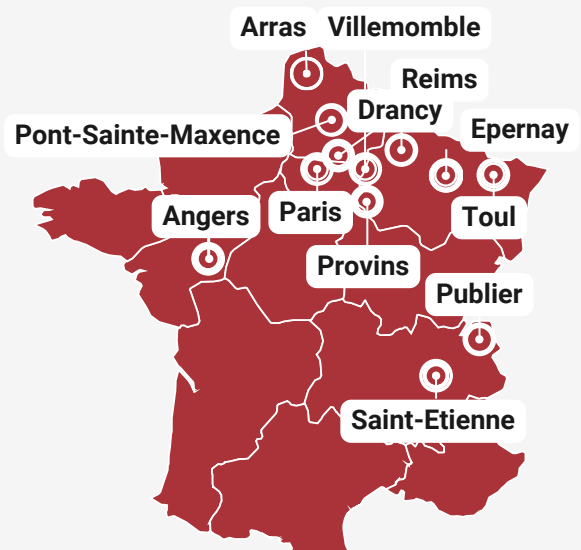 Arras
Villemomble
Reims
Drancy
Epernay
Pont-Sainte-Maxence
Angers
Paris
Toul
Provins
Publier
Saint-Etienne